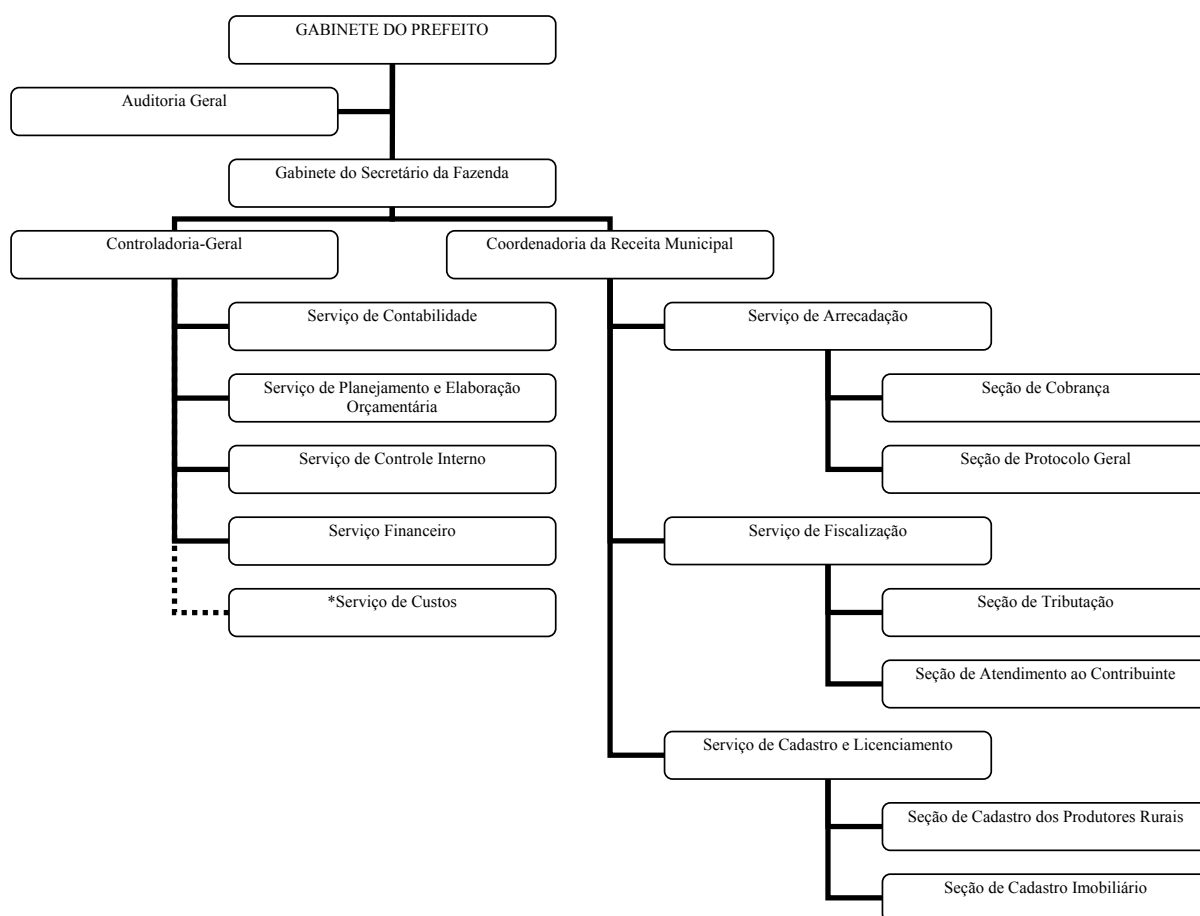 GABINETE DO PREFEITO
Auditoria Geral
Gabinete do Secretário da Fazenda
Controladoria-Geral
Coordenadoria da Receita Municipal
Serviço de Contabilidade
Serviço de Planejamento e Elaboração
Orçamentária
Serviço de Controle Interno
Serviço Financeiro
*Serviço de Custos
Serviço de Arrecadação
Seção de Cobrança
Seção de Protocolo Geral
Serviço de Fiscalização
Seção de Tributação
Seção de Atendimento ao Contribuinte
Serviço de Cadastro e Licenciamento
Seção de Cadastro dos Produtores Rurais
Seção de Cadastro Imobiliário